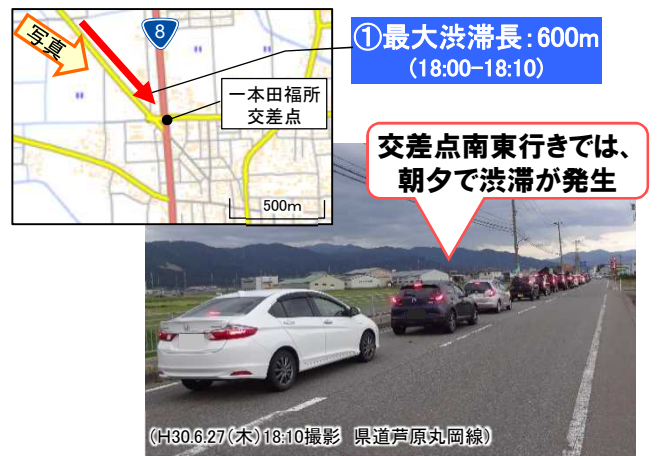 写真
8
①最大渋滞長：600m
(18:00-18:10)
一本田福所
交差点
500m
交差点南東行きでは、
朝夕で渋滞が発生
(H30.6.27(木)18:10撮影　県道芦原丸岡線)